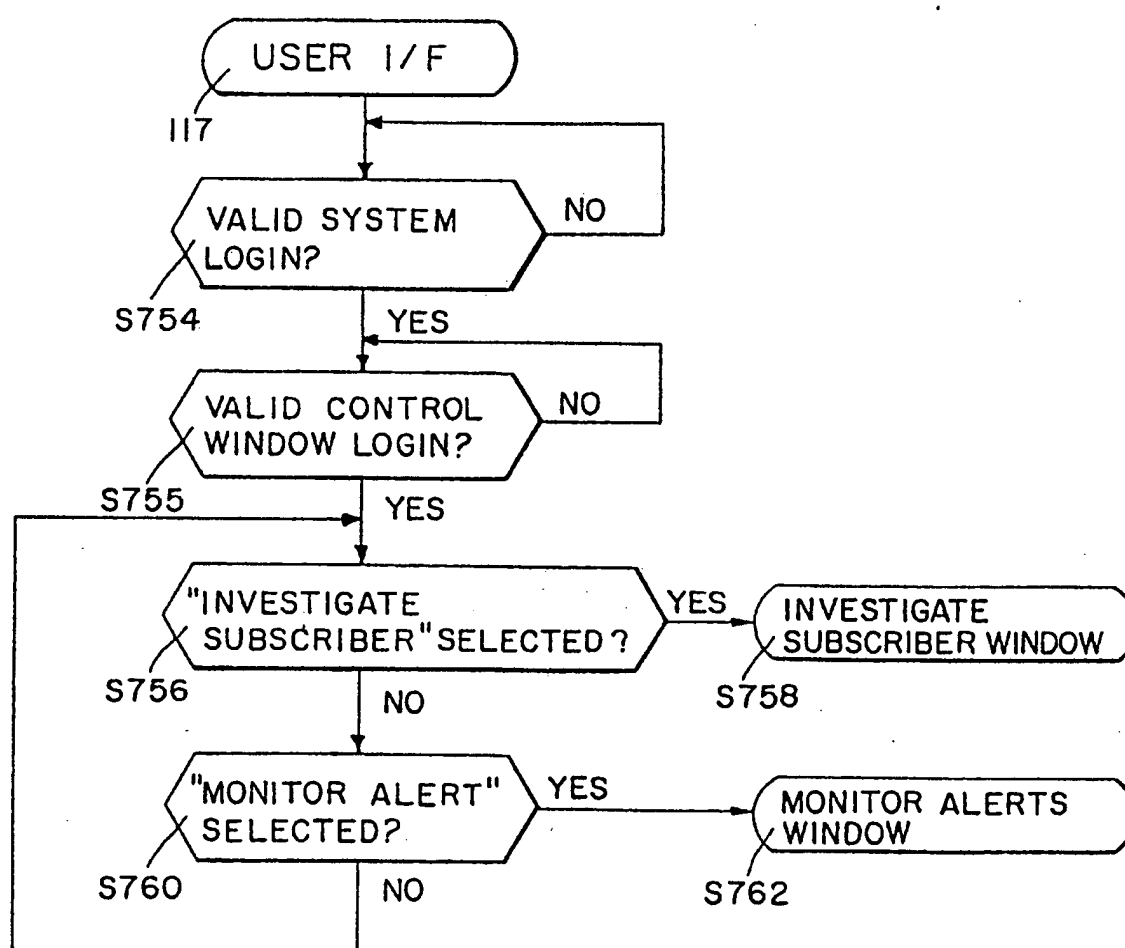 USER I/F
117
VALID SYSTEM
LOGIN?
NO
S754
YES
VALID CONTROL
WINDOW LOGIN?
NO
S755
YES
"INVESTIGATE
SUBSCRIBER" SELECTED?
YES
INVESTIGATE
SUBSCRIBER WINDOW
S756
S758
NO
"MONITOR ALERT"
SELECTED?
YES
MONITOR ALERTS
WINDOW
S760
S762
NO